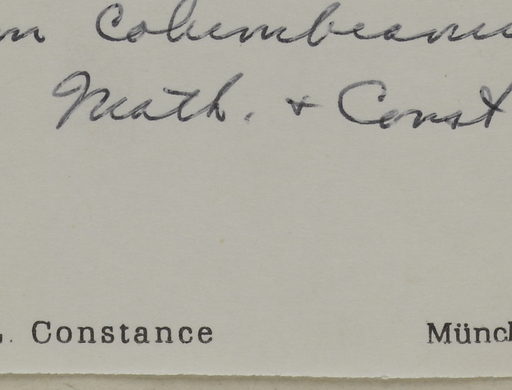 Columbeanu
Math. + Const
. Constance
Münch